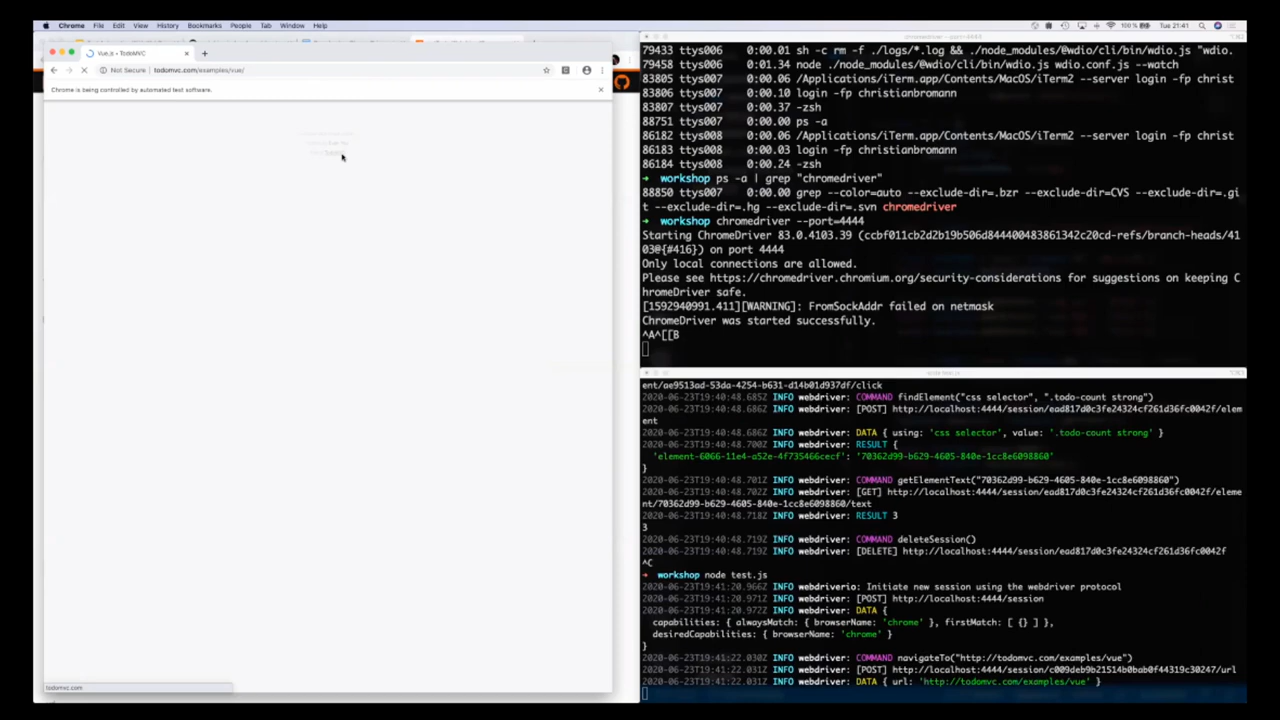 Chrome File Edit View History Bookmarks People Tab Window Help
100 % Tue 21:41
Vue.js • TodoMVC
Not Secure | todomvc.com/examples/vue/
Chrome is being controlled by automated test software.
todomvc.com
chromedriver --port=4444
79433 ttys006 0:00.01 sh -c rm -f ./logs/*.log && ./node_modules/@wdio/cli/bin/wdio.js "wdio.
79458 ttys006 0:01.34 node ./node_modules/@wdio/cli/bin/wdio.js wdio.conf.js --watch
83805 ttys007 0:00.06 /Applications/iTerm.app/Contents/MacOS/iTerm2 --server login -fp christ
83806 ttys007 0:00.10 login -fp christianbromann
83807 ttys007 0:00.37 -zsh
88751 ttys007 0:00.00 ps -a
86182 ttys008 0:00.06 /Applications/iTerm.app/Contents/MacOS/iTerm2 --server login -fp christ
86183 ttys008 0:00.03 login -fp christianbromann
86184 ttys008 0:00.24 -zsh
➜ workshop ps -a | grep "chromedriver"
88850 ttys007 0:00.00 grep --color=auto --exclude-dir=.bzr --exclude-dir=CVS --exclude-dir=.gi
t --exclude-dir=.hg --exclude-dir=.svn chromedriver
➜ workshop chromedriver --port=4444
Starting ChromeDriver 83.0.4103.39 (ccbf011cb2d2b19b506d844400483861342c20cd-refs/branch-heads/41
03@{#416}) on port 4444
Only local connections are allowed.
Please see https://chromedriver.chromium.org/security-considerations for suggestions on keeping C
hromeDriver safe.
[1592940991.411][WARNING]: FromSockAddr failed on netmask
ChromeDriver was started successfully.
^A^[[B
node test.js
ent/ae9513ad-53da-4254-b631-d14b01d937df/click
2020-06-23T19:40:48.685Z INFO webdriver: COMMAND findElement("css selector", ".todo-count strong")
2020-06-23T19:40:48.686Z INFO webdriver: [POST] http://localhost:4444/session/ead817d0c3fe24324cf261d36fc0042f/elem
ent
2020-06-23T19:40:48.686Z INFO webdriver: DATA { using: 'css selector', value: '.todo-count strong' }
2020-06-23T19:40:48.700Z INFO webdriver: RESULT {
'element-6066-11e4-a52e-4f735466cecf': '70362d99-b629-4605-840e-1cc8e6098860'
}
2020-06-23T19:40:48.701Z INFO webdriver: COMMAND getElementText("70362d99-b629-4605-840e-1cc8e6098860")
2020-06-23T19:40:48.702Z INFO webdriver: [GET] http://localhost:4444/session/ead817d0c3fe24324cf261d36fc0042f/eleme
nt/70362d99-b629-4605-840e-1cc8e6098860/text
2020-06-23T19:40:48.718Z INFO webdriver: RESULT 3
3
2020-06-23T19:40:48.719Z INFO webdriver: COMMAND deleteSession()
2020-06-23T19:40:48.719Z INFO webdriver: [DELETE] http://localhost:4444/session/ead817d0c3fe24324cf261d36fc0042f
^C
➜ workshop node test.js
2020-06-23T19:41:20.966Z INFO webdriverio: Initiate new session using the webdriver protocol
2020-06-23T19:41:20.971Z INFO webdriver: [POST] http://localhost:4444/session
2020-06-23T19:41:20.972Z INFO webdriver: DATA {
capabilities: { alwaysMatch: { browserName: 'chrome' }, firstMatch: [ {} ] },
desiredCapabilities: { browserName: 'chrome' }
}
2020-06-23T19:41:22.030Z INFO webdriver: COMMAND navigateTo("http://todomvc.com/examples/vue")
2020-06-23T19:41:22.031Z INFO webdriver: [POST] http://localhost:4444/session/c009deb9b21514b0bab0f44319c30247/url
2020-06-23T19:41:22.031Z INFO webdriver: DATA { url: 'http://todomvc.com/examples/vue' }